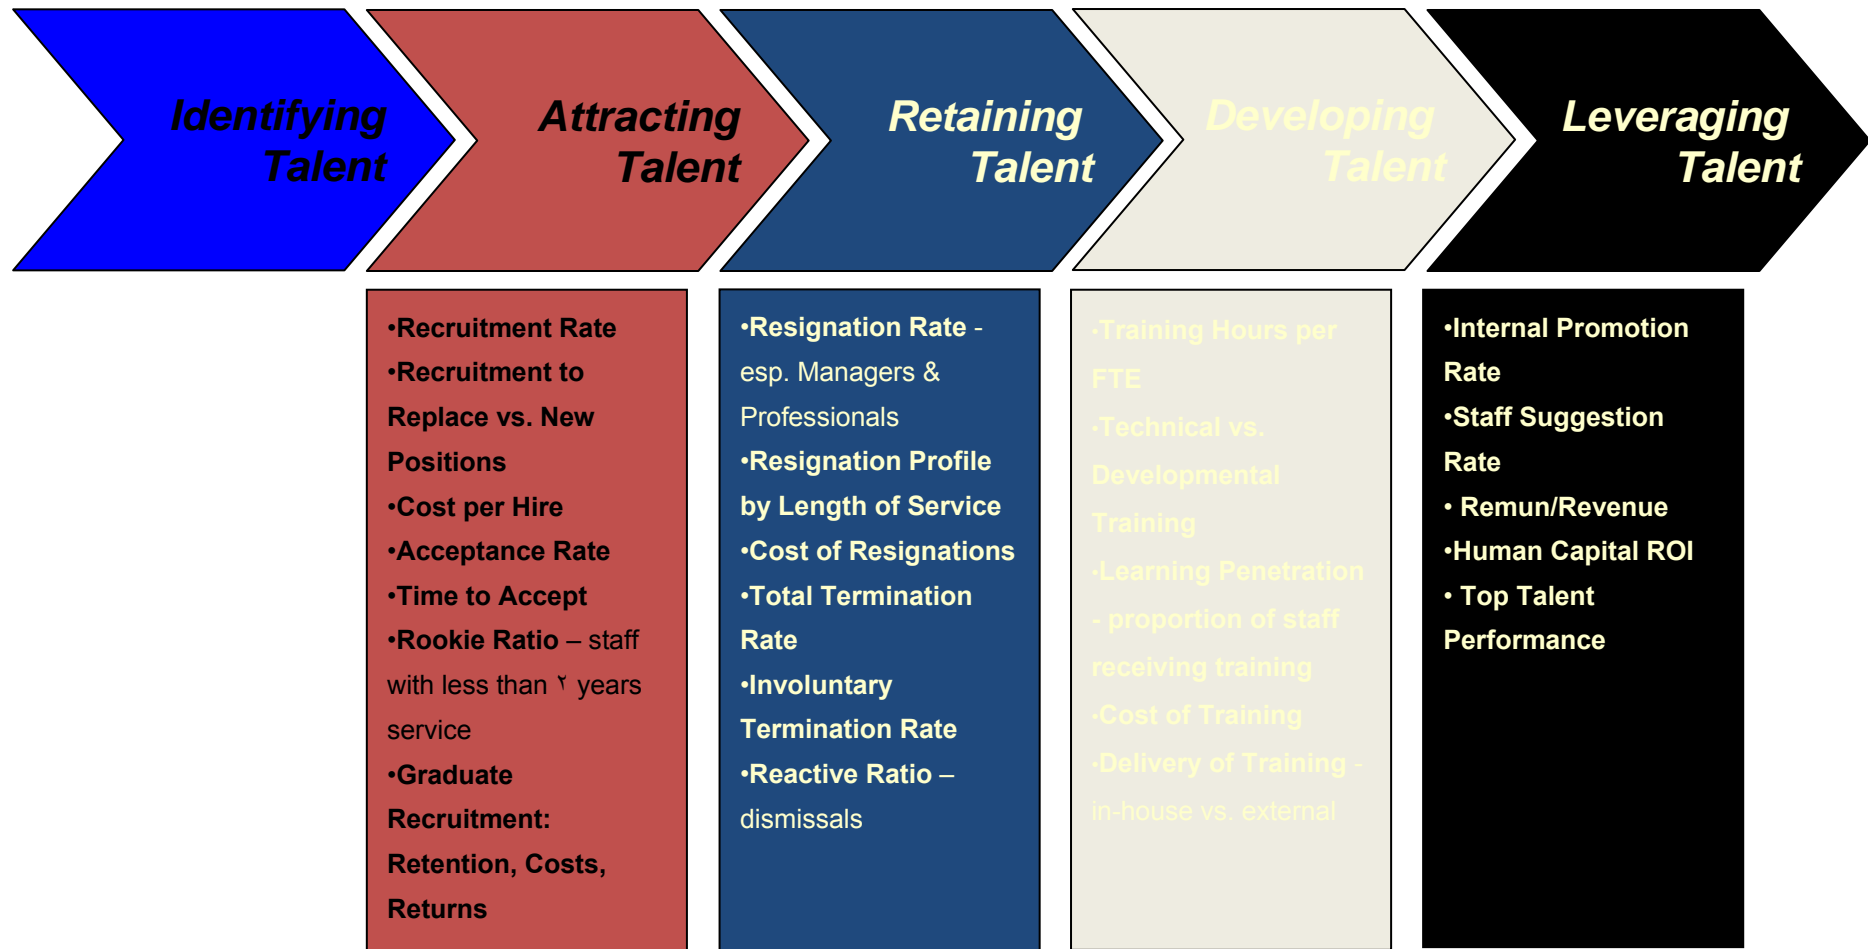 Identifying
Talent
Attracting
Talent
Retaining
Talent
Developing
Talent
Leveraging
Talent
•Recruitment Rate
•Recruitment to
Replace vs. New
Positions
•Cost per Hire
•Acceptance Rate
•Time to Accept
•Rookie Ratio – staff
with less than ٢ years
service
•Graduate
Recruitment:
Retention, Costs,
Returns
•Resignation Rate -
esp. Managers &
Professionals
•Resignation Profile
by Length of Service
•Cost of Resignations
•Total Termination
Rate
•Involuntary
Termination Rate
•Reactive Ratio –
dismissals
•Training Hours per
FTE
•Technical vs.
Developmental
Training
•Learning Penetration
- proportion of staff
receiving training
•Cost of Training
•Delivery of Training -
in-house vs. external
•Internal Promotion
Rate
•Staff Suggestion
Rate
• Remun/Revenue
•Human Capital ROI
• Top Talent
Performance